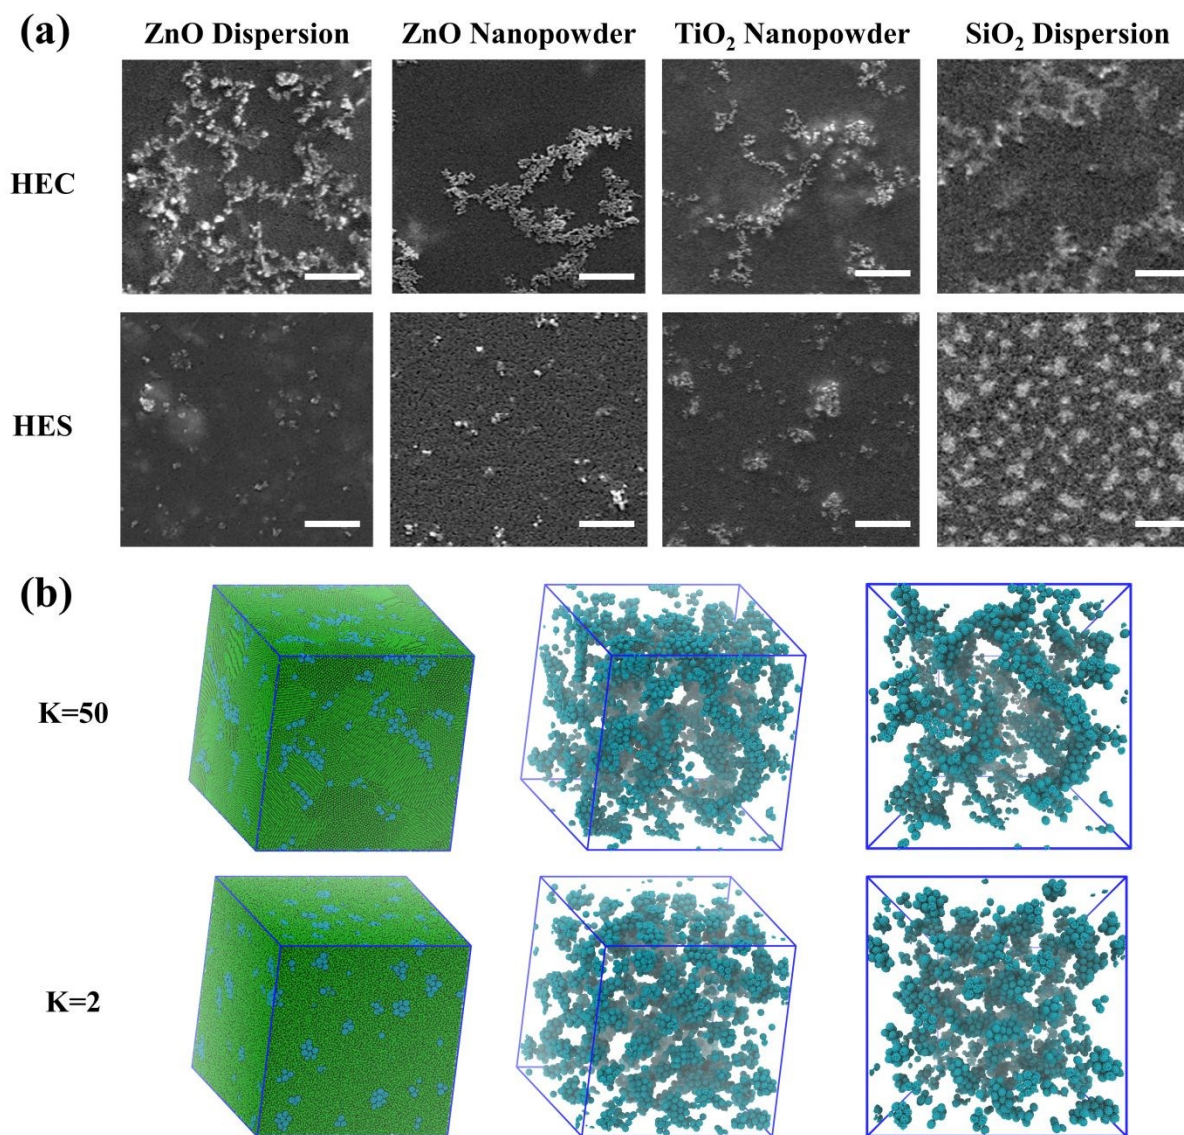 (a)
ZnO Dispersion ZnO Nanopowder TiO₂ Nanopowder SiO₂ Dispersion
HEC
HES
(b)
K=50
K=2